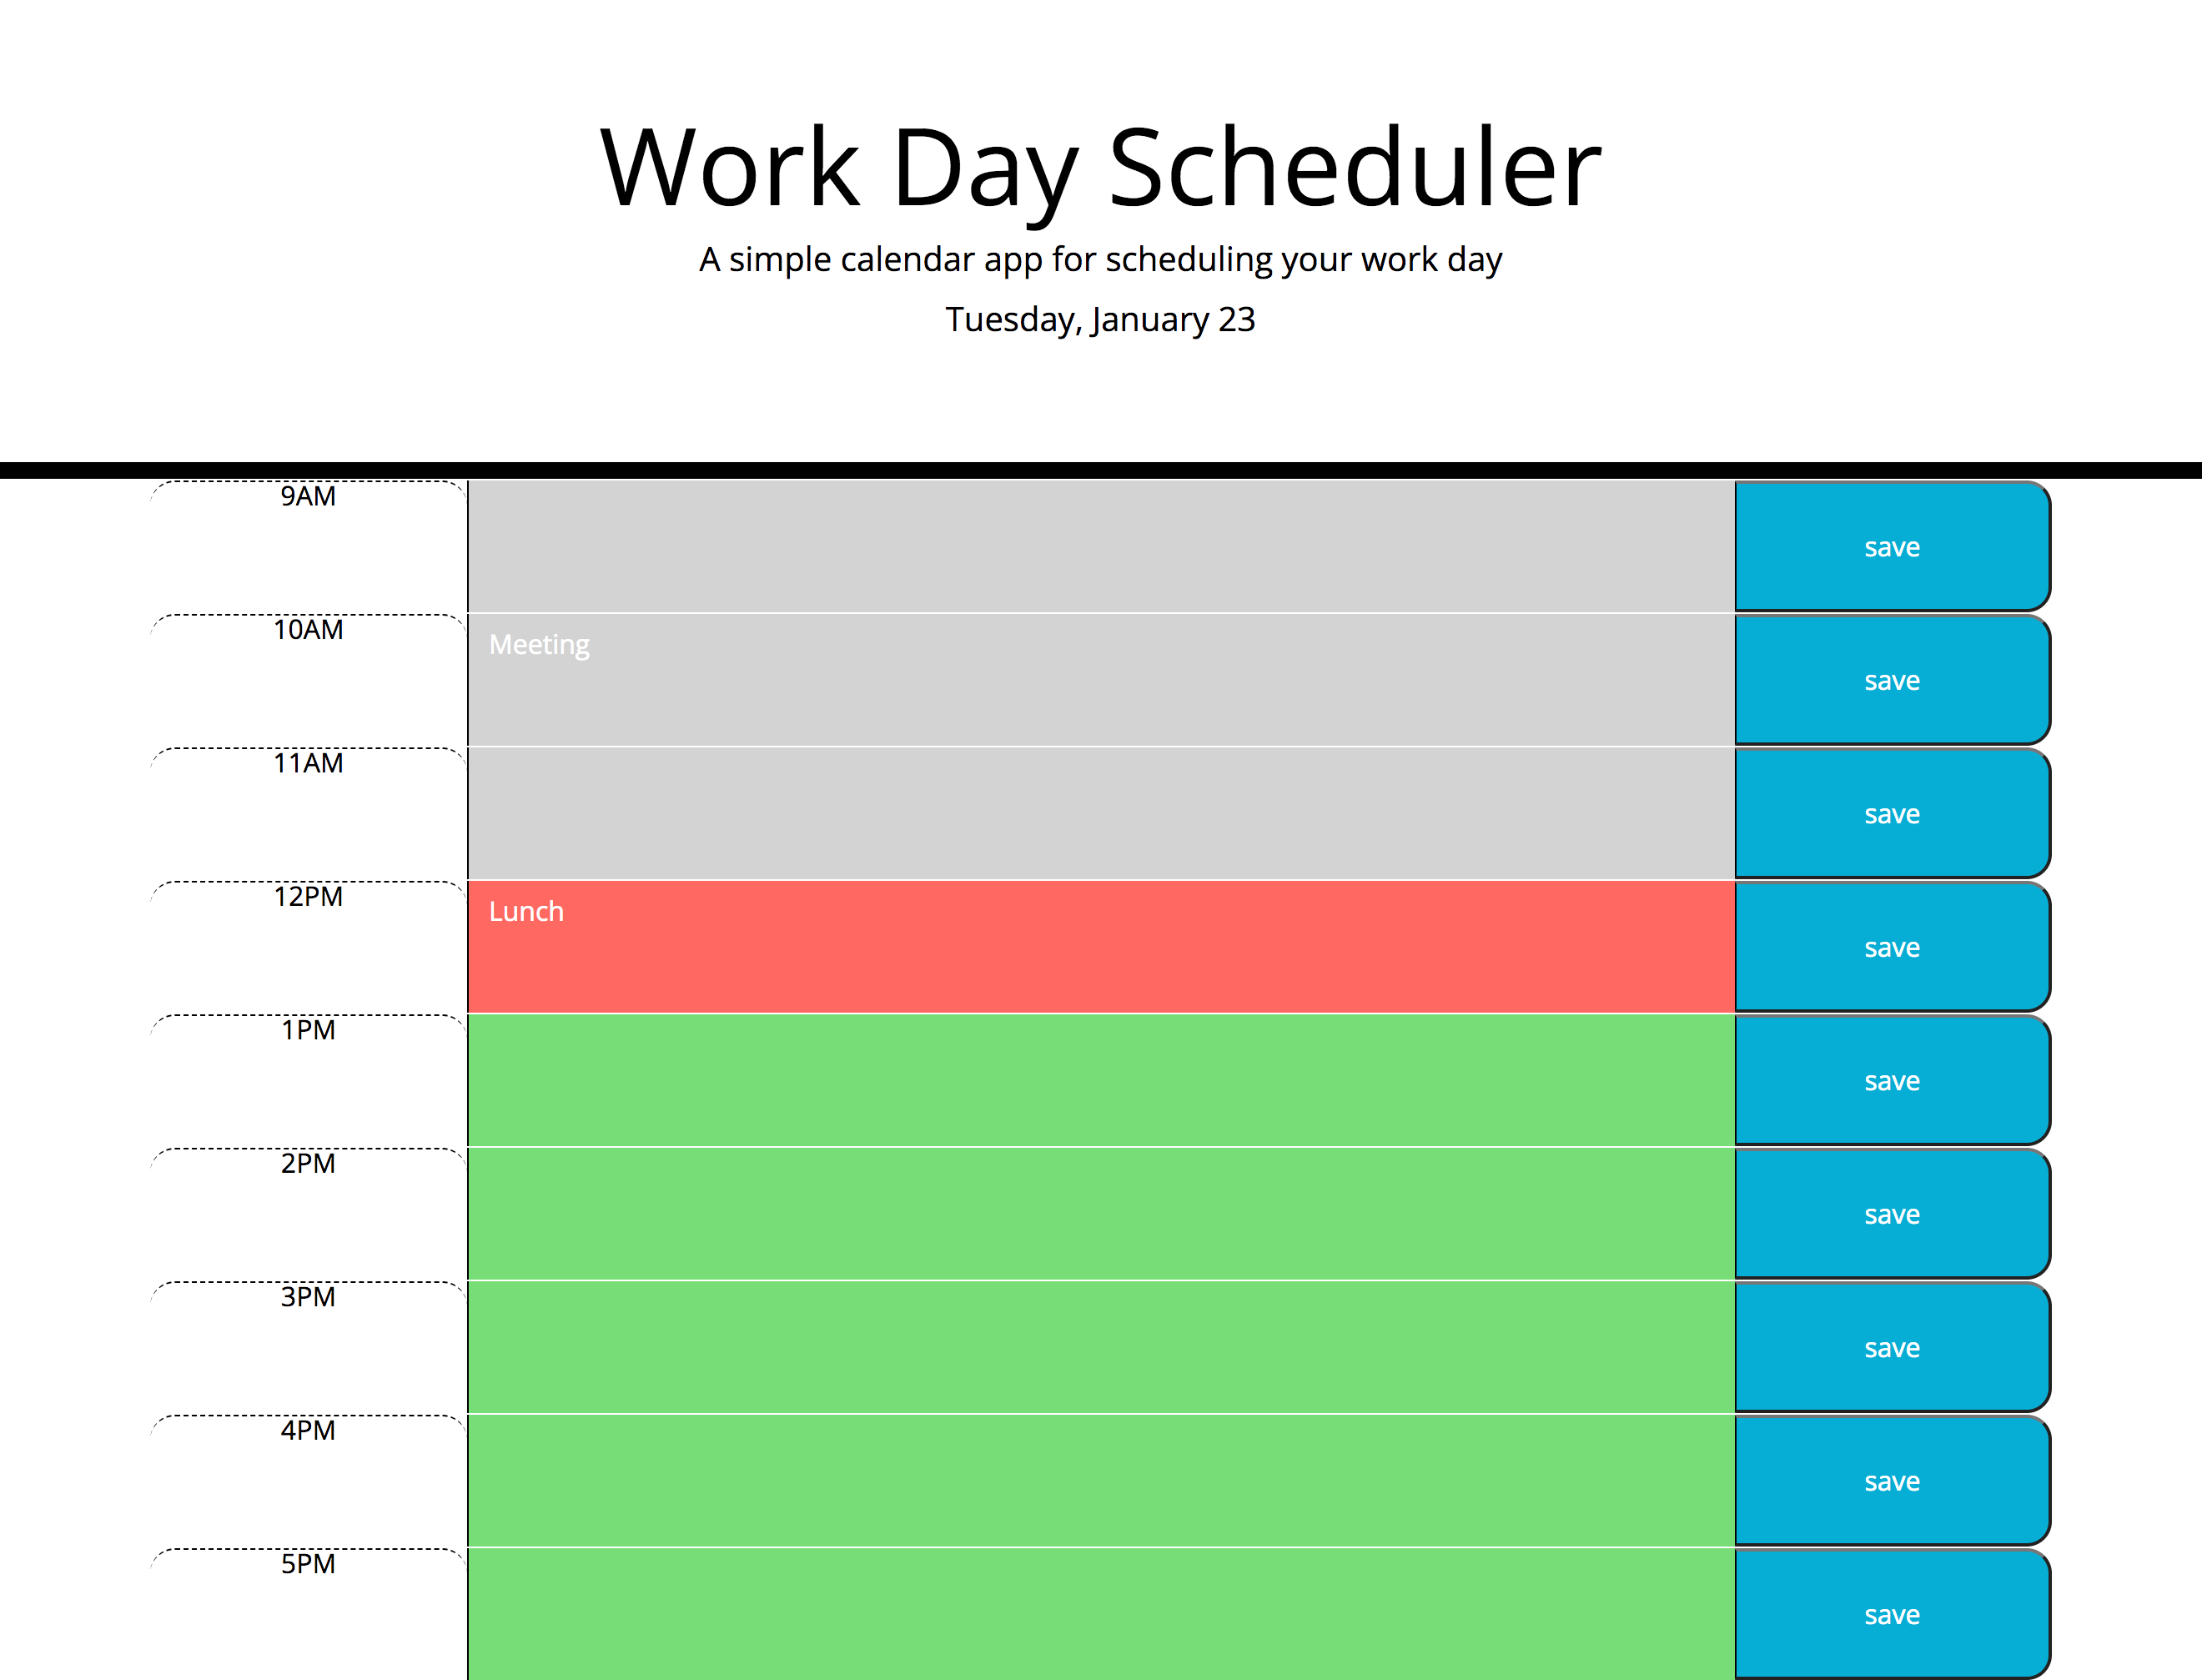 Work Day Scheduler
A simple calendar app for scheduling your work day
Tuesday, January 23
9AM
save
10AM
Meeting
save
11AM
save
12PM
Lunch
save
1PM
save
2PM
save
3PM
save
4PM
save
5PM
save